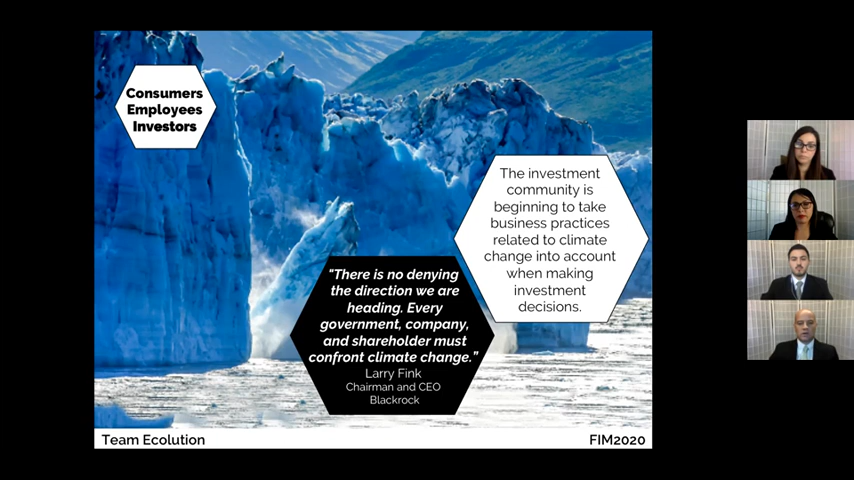 Consumers
Employees
Investors
The investment
community is
beginning to take
business practices
related to climate
change into account
when making
investment
decisions.
"There is no denying
the direction we are
heading. Every
government, company,
and shareholder must
confront climate change."
Larry Fink
Chairman and CEO
Blackrock
Team Ecolution
FIM2020